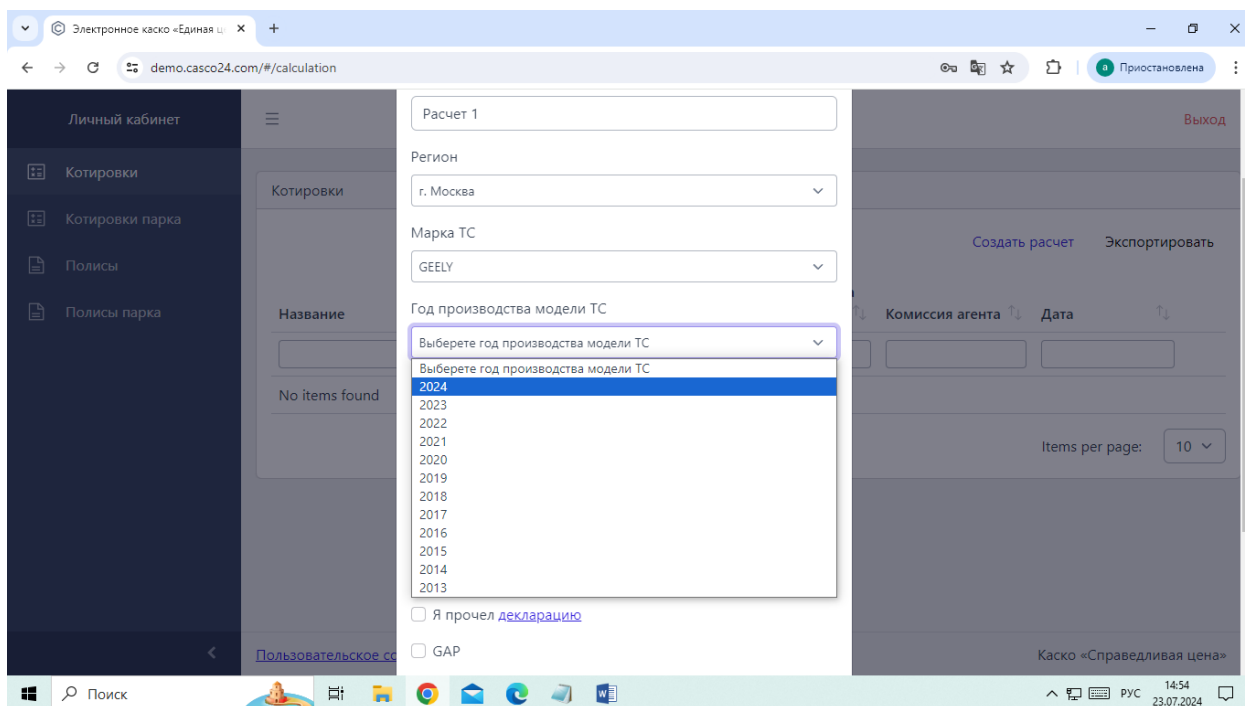 Электронное каско «Единая ц
demo.casco24.com/#/calculation
а Приостановлена
Личный кабинет
Расчет 1
Выход
Регион
Котировки
Котировки
г. Москва
Котировки парка
Марка ТС
Создать расчет Экспортировать
Полисы
GEELY
Полисы парка
Название
Год производства модели ТС
Комиссия агента Дата
Выберете год производства модели ТС
Выберете год производства модели ТС
2024
No items found
2023
2022
2021
Items per page: 10
2020
2019
2018
2017
2016
2015
2014
2013
Я прочел декларацию
GAP
Пользовательское со
Каско «Справедливая цена»
Поиск
РУС
14:54
23.07.2024